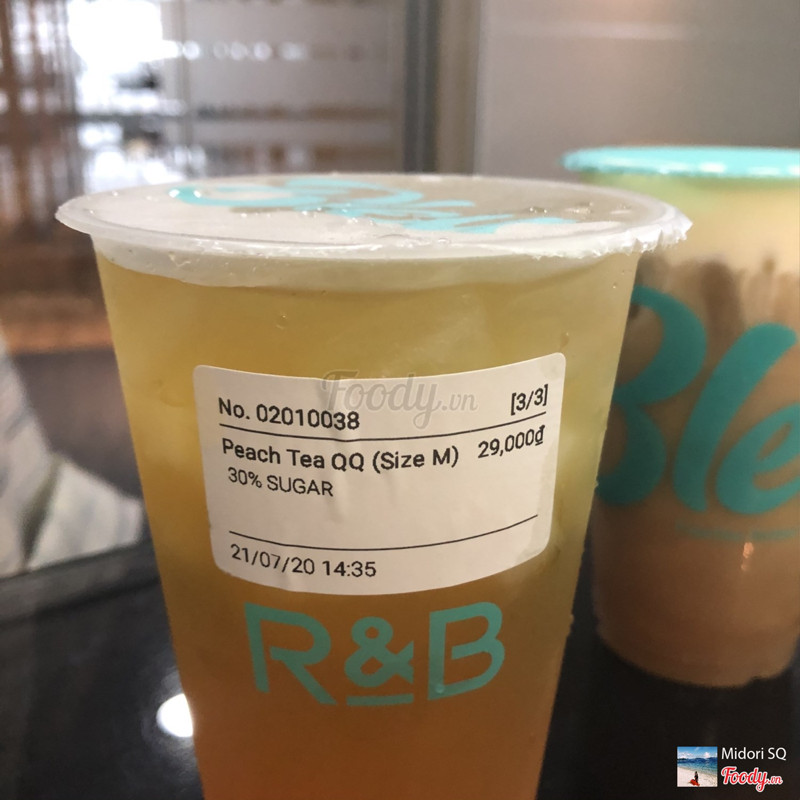 Foody.vn
No. 02010038 [3/3]
Peach Tea QQ (Size M) 29,000₫
30% SUGAR
21/07/20 14:35
R&B
Ble
Midori SQ
Foody.vn